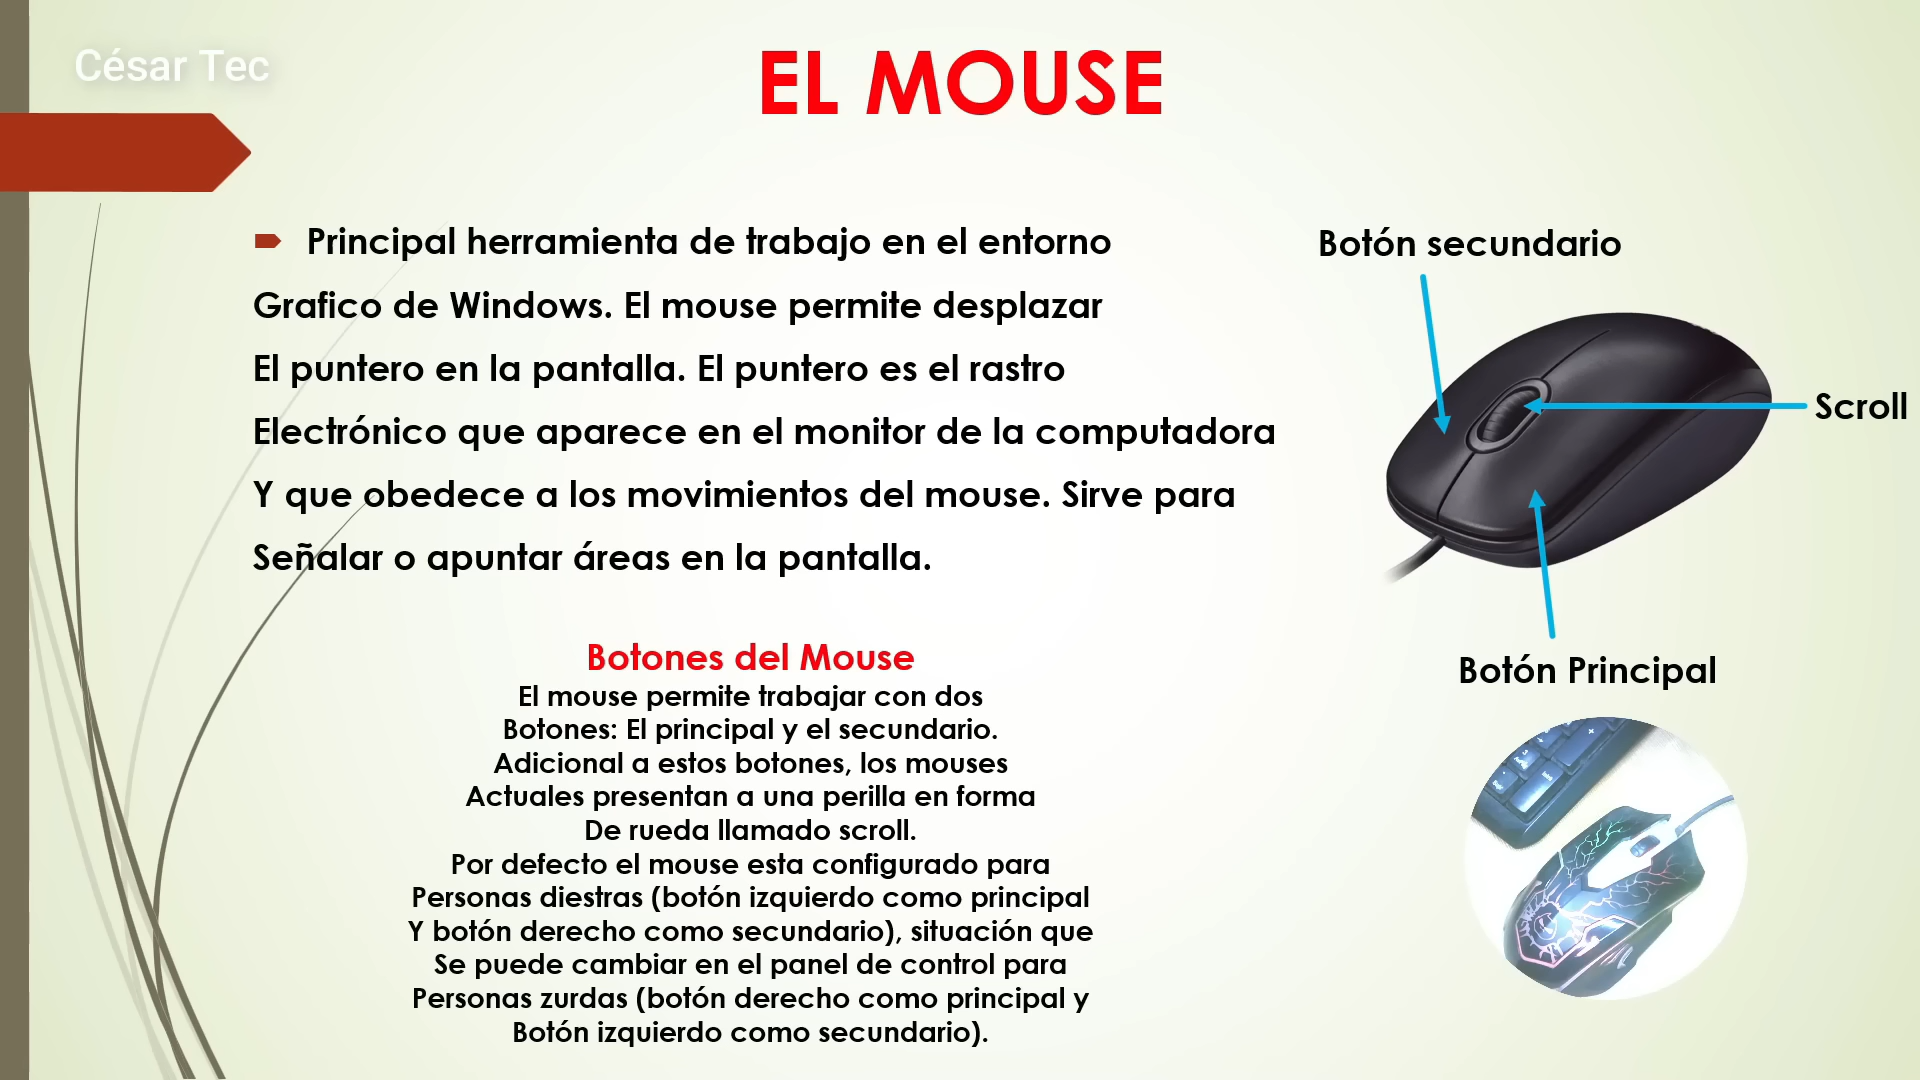 César Tec
EL MOUSE
Principal herramienta de trabajo en el entorno
Grafico de Windows. El mouse permite desplazar
El puntero en la pantalla. El puntero es el rastro
Electrónico que aparece en el monitor de la computadora
Y que obedece a los movimientos del mouse. Sirve para
Señalar o apuntar áreas en la pantalla.
Botones del Mouse
El mouse permite trabajar con dos
Botones: El principal y el secundario.
Adicional a estos botones, los mouses
Actuales presentan a una perilla en forma
De rueda llamado scroll.
Por defecto el mouse esta configurado para
Personas diestras (botón izquierdo como principal
Y botón derecho como secundario), situación que
Se puede cambiar en el panel de control para
Personas zurdas (botón derecho como principal y
Botón izquierdo como secundario).
Botón secundario
Scroll
Botón Principal